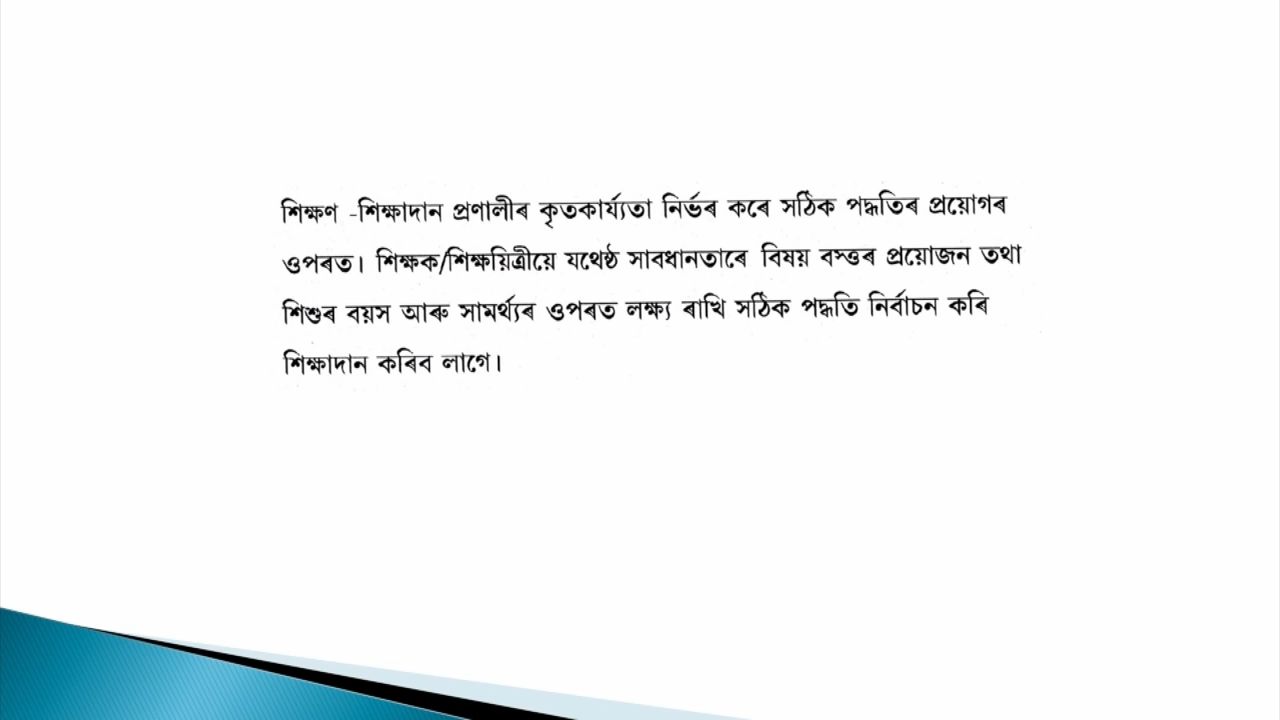 শিক্ষণ -শিক্ষাদান প্ৰণালীৰ কৃতকাৰ্য্যতা নিৰ্ভৰ কৰে সঠিক পদ্ধতিৰ প্ৰয়োগৰ
ওপৰত। শিক্ষক/শিক্ষয়িত্ৰীয়ে যথেষ্ঠ সাবধানতাৰে বিষয় বস্তুৰ প্ৰয়োজন তথা
শিশুৰ বয়স আৰু সামৰ্থ্যৰ ওপৰত লক্ষ্য ৰাখি সঠিক পদ্ধতি নিৰ্বাচন কৰি
শিক্ষাদান কৰিব লাগে।